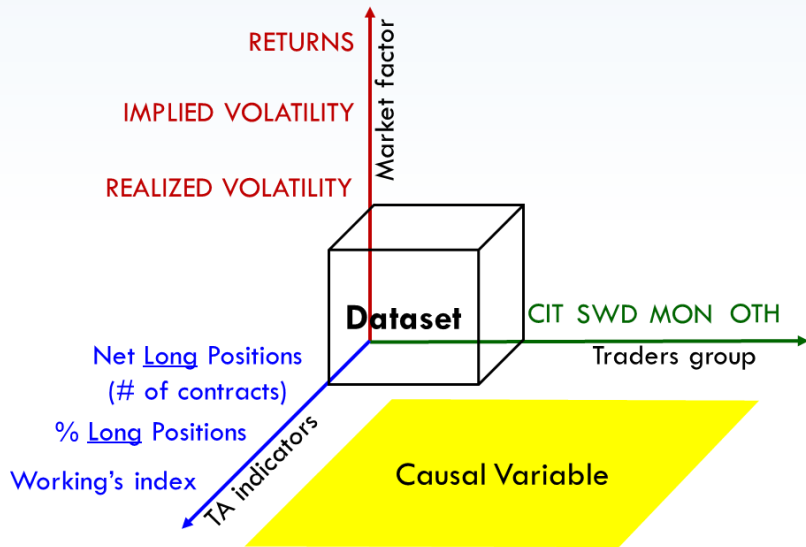 RETURNS
Market factor
IMPLIED VOLATILITY
REALIZED VOLATILITY
Dataset
CIT SWD MON OTH
Traders group
Net Long Positions
(# of contracts)
% Long Positions
Working's index
TA indicators
Causal Variable